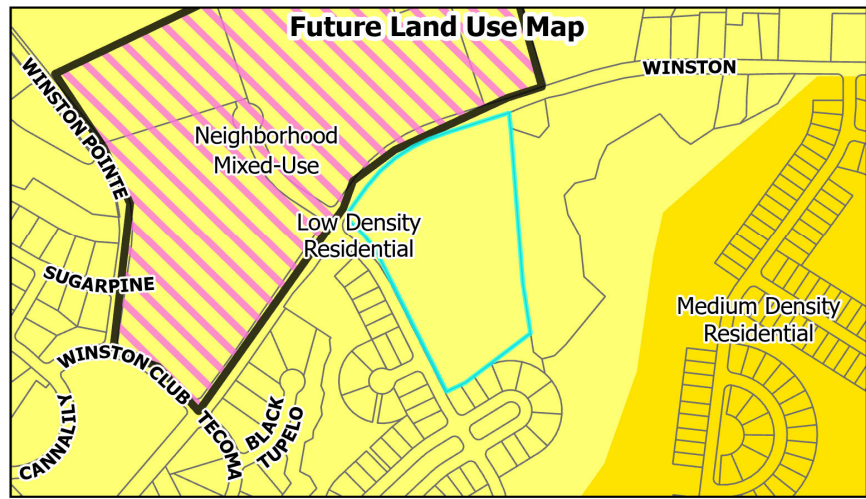 Future Land Use Map
WINSTON
WINSTON POINTE
Neighborhood
Mixed-Use
Low Density
Residential
SUGARPINE
Medium Density
Residential
WINSTON CLUB
CANNALILY
TECOMA
BLACK
TUPELO